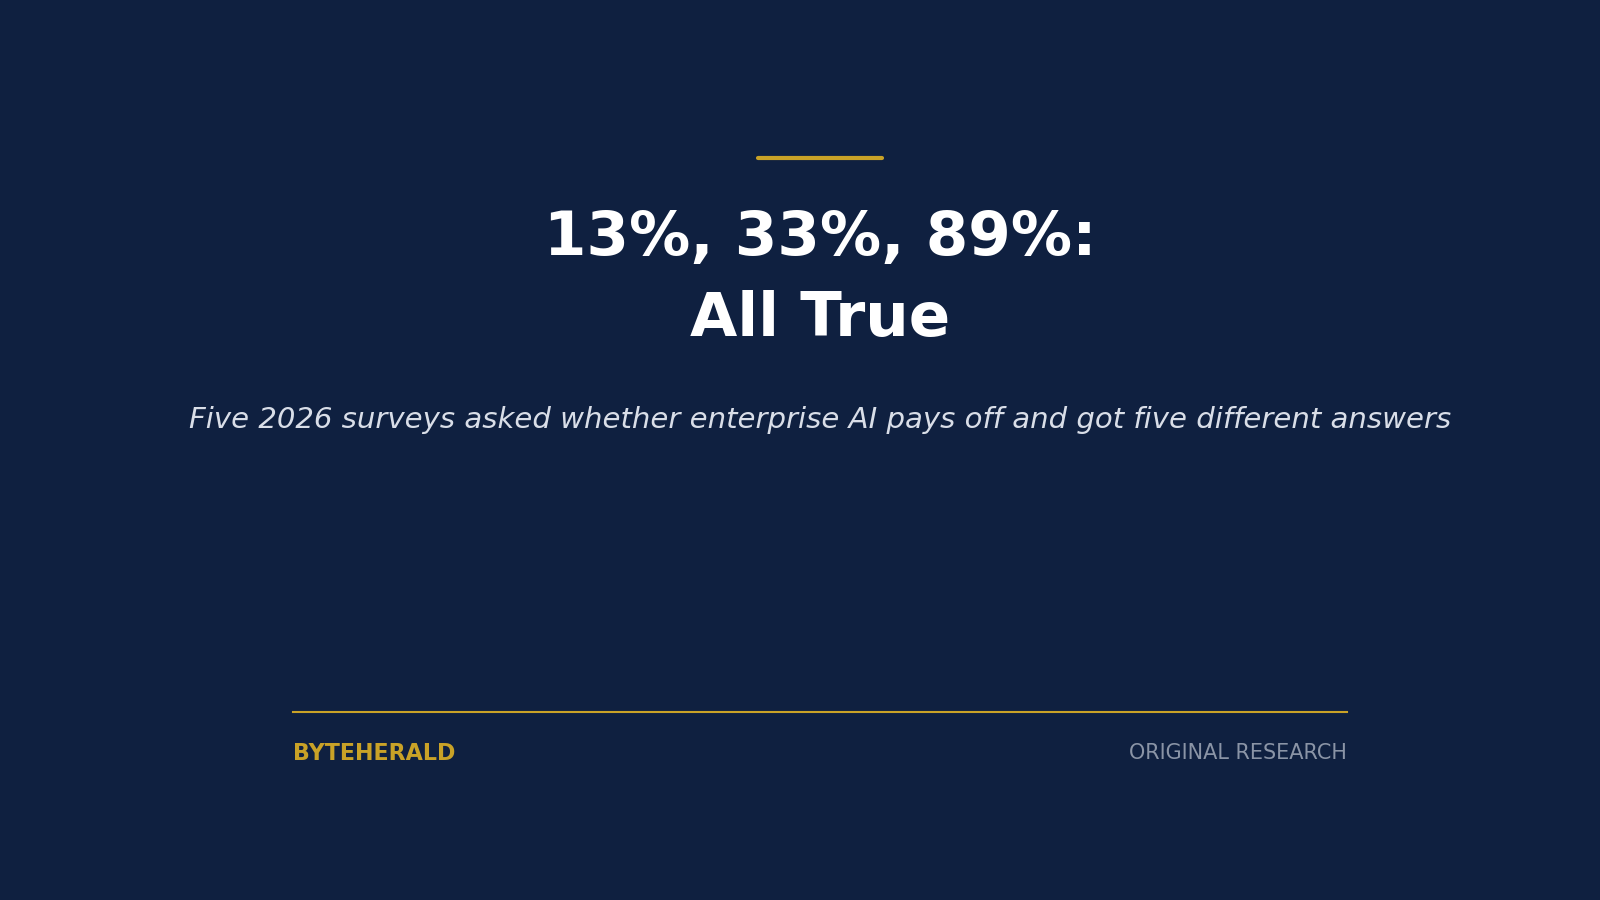 13%, 33%, 89%:
All True
Five 2026 surveys asked whether enterprise AI pays off and got five different answers
BYTEHERALD
ORIGINAL RESEARCH